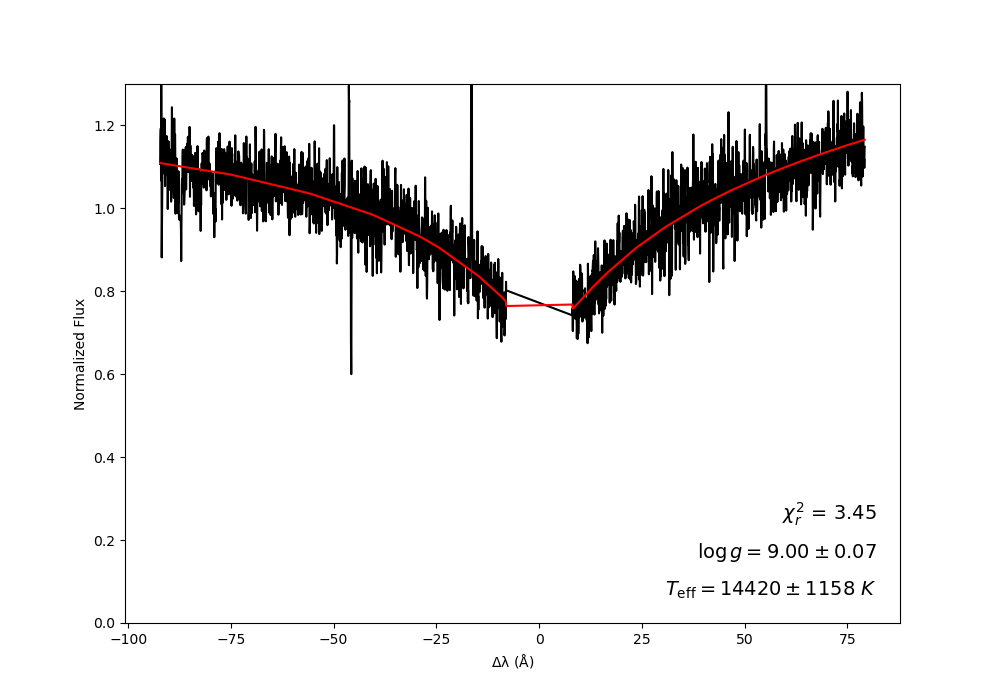 1.2
1.0
0.8
0.6
0.4
0.2
0.0
Normalized Flux
χ²ᵣ = 3.45
log g = 9.00 ± 0.07
T_eff = 14420 ± 1158 K
−100 −75 −50 −25 0 25 50 75
Δλ (Å)